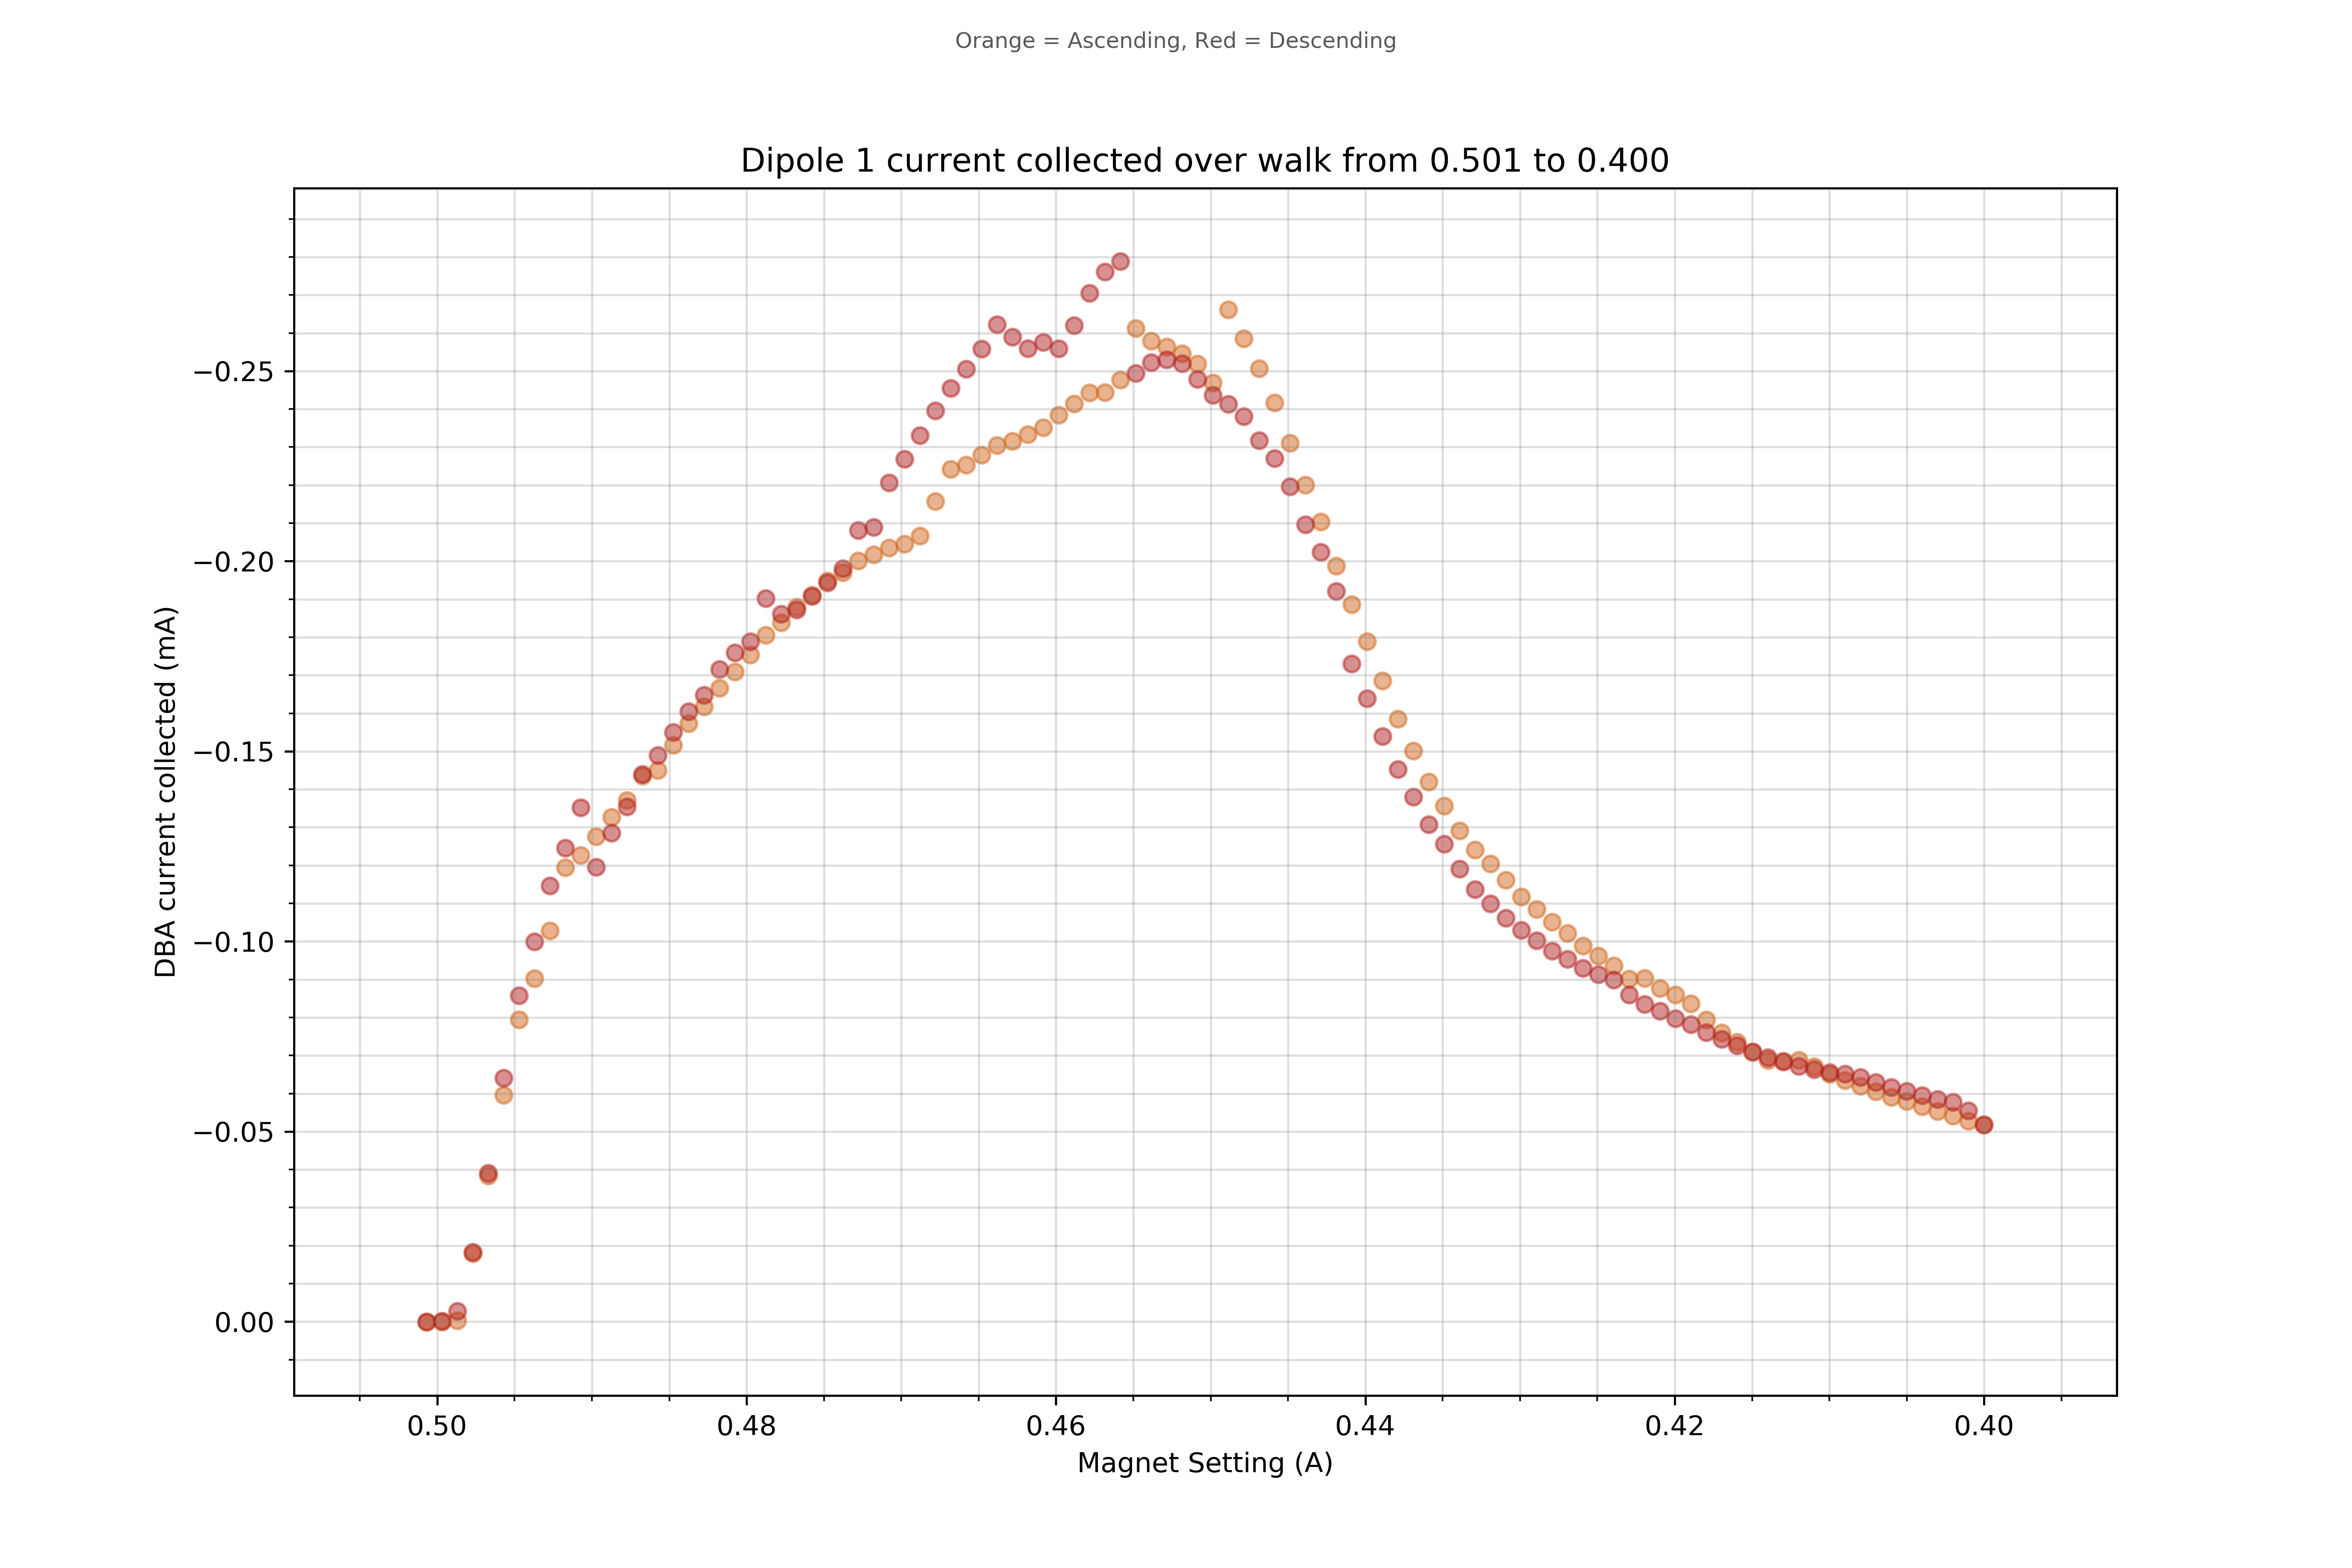 Orange = Ascending, Red = Descending
Dipole 1 current collected over walk from 0.501 to 0.400
DBA current collected (mA)
−0.25
−0.20
−0.15
−0.10
−0.05
0.00
0.50 0.48 0.46 0.44 0.42 0.40
Magnet Setting (A)